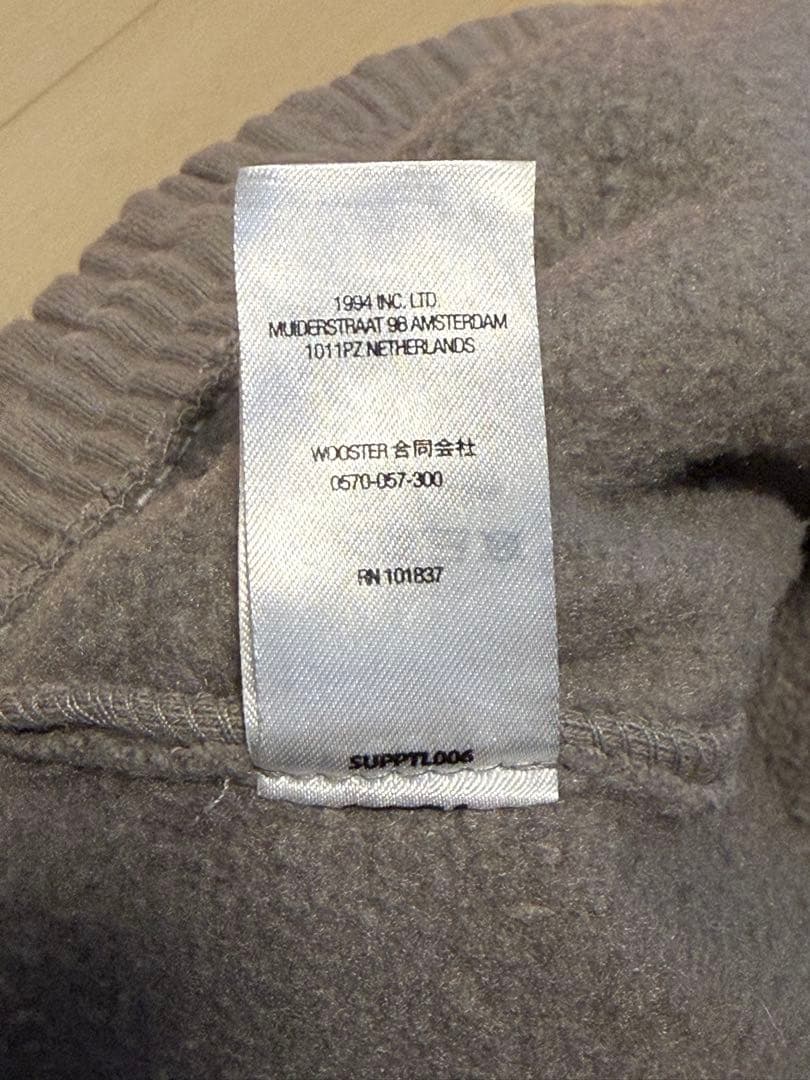 1994 INC. LTD.
MUIDERSTRAAT 98 AMSTERDAM
1011PZ NETHERLANDS
WOOSTER 合同会社
0570-057-300
RN 101837
SUPPTL006